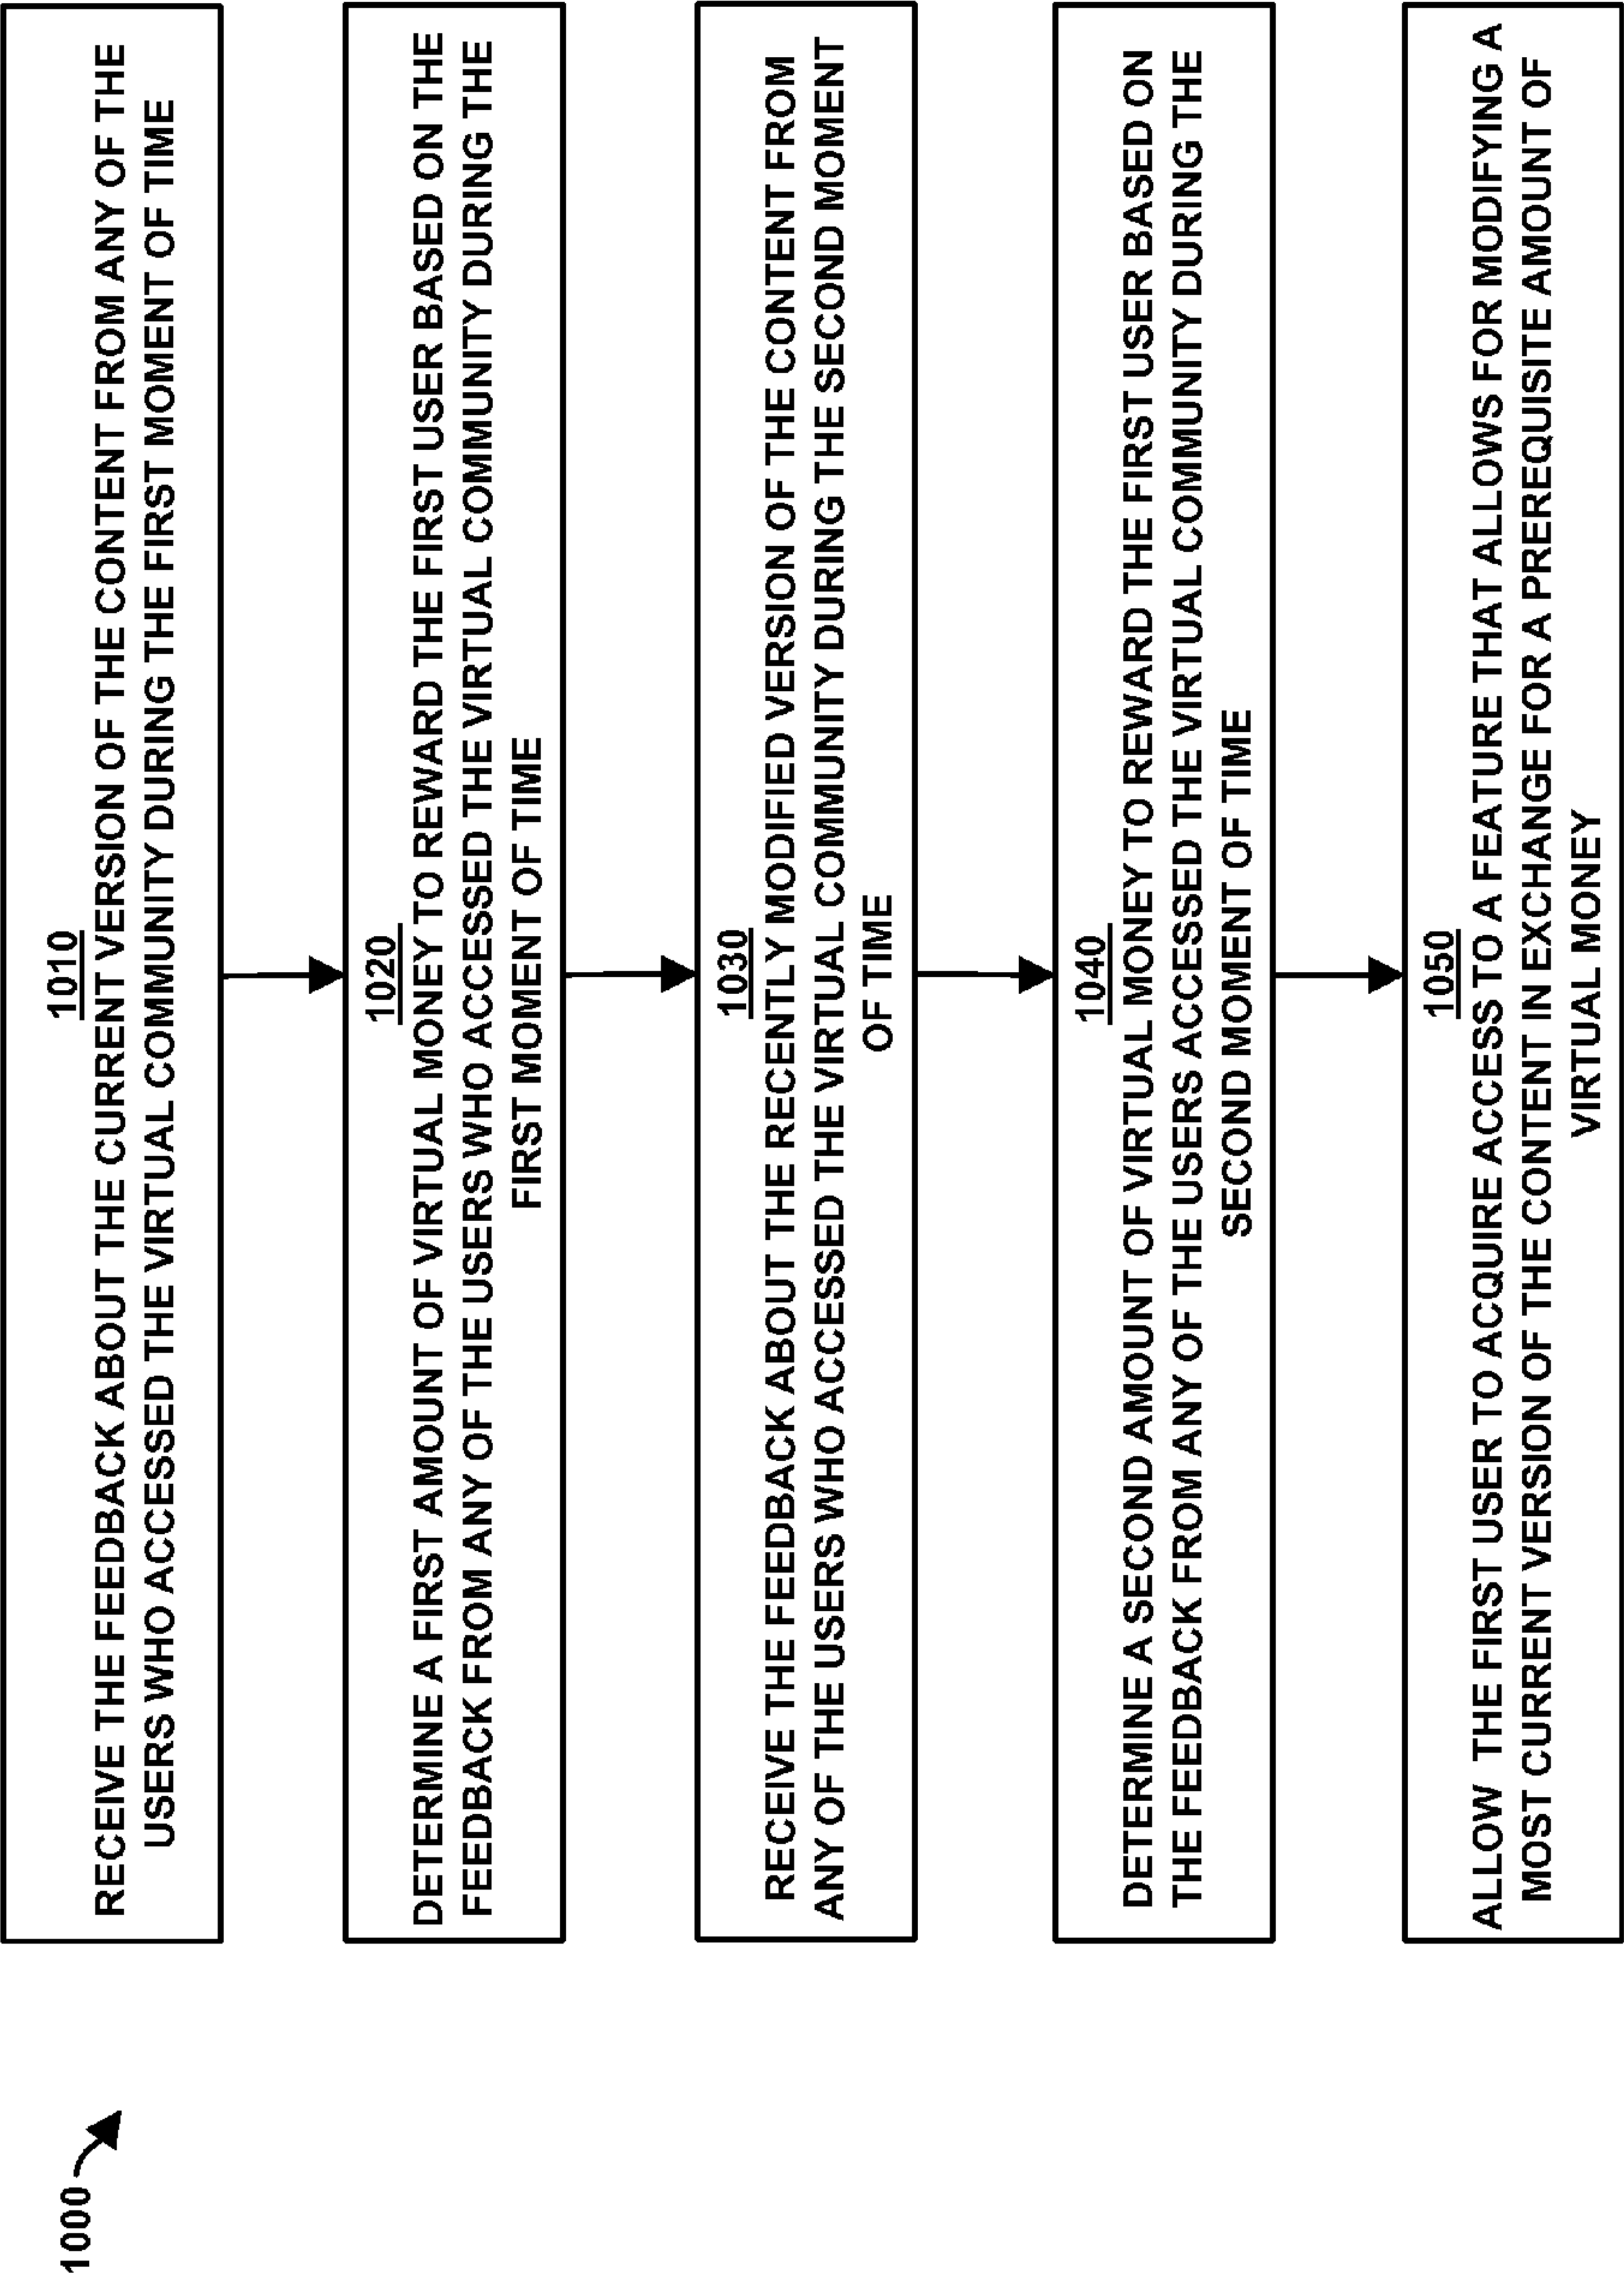 1000
1010
RECEIVE THE FEEDBACK ABOUT THE CURRENT VERSION OF THE CONTENT FROM ANY OF THE
USERS WHO ACCESSED THE VIRTUAL COMMUNITY DURING THE FIRST MOMENT OF TIME
1020
DETERMINE A FIRST AMOUNT OF VIRTUAL MONEY TO REWARD THE FIRST USER BASED ON THE
FEEDBACK FROM ANY OF THE USERS WHO ACCESSED THE VIRTUAL COMMUNITY DURING THE
FIRST MOMENT OF TIME
1030
RECEIVE THE FEEDBACK ABOUT THE RECENTLY MODIFIED VERSION OF THE CONTENT FROM
ANY OF THE USERS WHO ACCESSED THE VIRTUAL COMMUNITY DURING THE SECOND MOMENT
OF TIME
1040
DETERMINE A SECOND AMOUNT OF VIRTUAL MONEY TO REWARD THE FIRST USER BASED ON
THE FEEDBACK FROM ANY OF THE USERS ACCESSED THE VIRTUAL COMMUNITY DURING THE
SECOND MOMENT OF TIME
1050
ALLOW THE FIRST USER TO ACQUIRE ACCESS TO A FEATURE THAT ALLOWS FOR MODIFYING A
MOST CURRENT VERSION OF THE CONTENT IN EXCHANGE FOR A PREREQUISITE AMOUNT OF
VIRTUAL MONEY